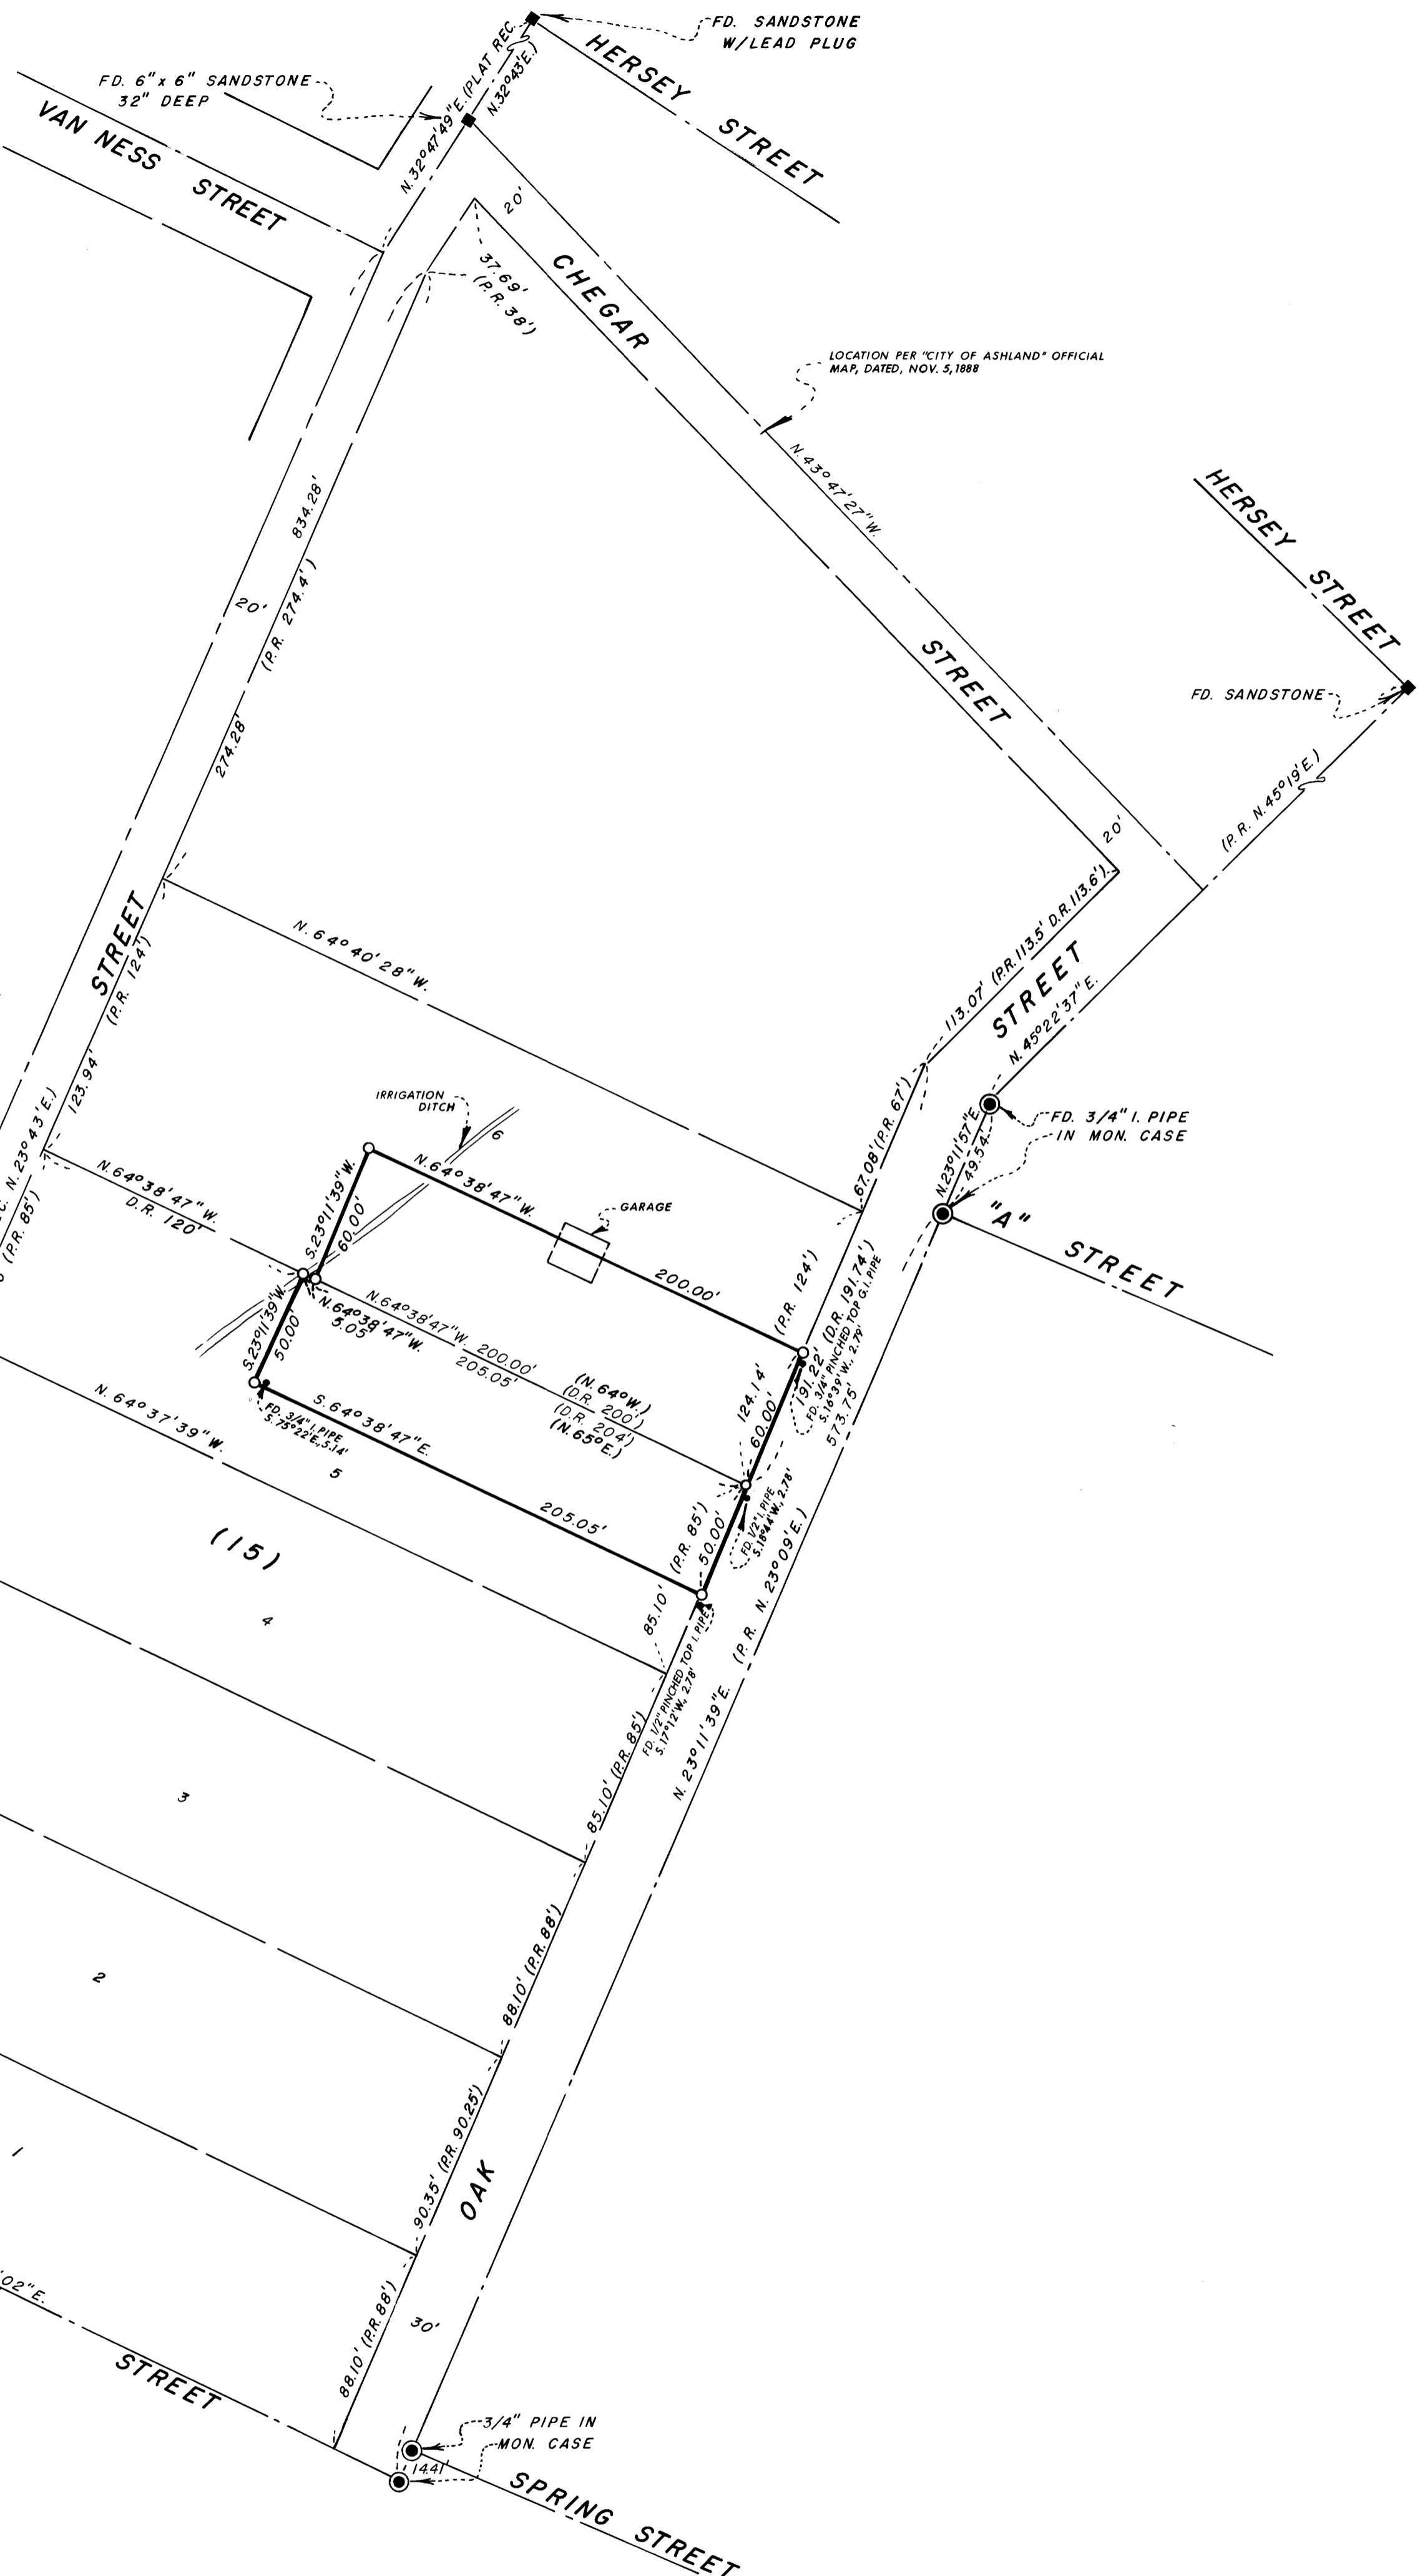 FD. SANDSTONE
W/LEAD PLUG
HERSEY STREET
FD. 6" x 6" SANDSTONE
32" DEEP
N. 32°47'49"E. (PLAT REC.
N. 32°43'E.)
VAN NESS STREET
20'
37.69'
(P.R. 38')
CHEGAR STREET
LOCATION PER "CITY OF ASHLAND" OFFICIAL
MAP, DATED, NOV. 5, 1888
N. 43°47'27"W.
HERSEY STREET
FD. SANDSTONE
(P.R. N.45°19'E.)
20'
834.28'
(P.R. 274.4')
20'
274.28'
STREET
(P.R. 124')
123.94'
C. N. 23°43'E.)
(P.R. 85')
N. 64°40'28"W.
113.07' (P.R. 113.5' D.R. 113.6')
STREET
N. 45°22'37"E.
FD. 3/4" I. PIPE
IN MON. CASE
N.23°11'57"E.
49.54'
"A" STREET
67.08' (P.R. 67')
IRRIGATION
DITCH
6
N.64°38'47"W.
GARAGE
200.00'
N.64°38'47"W.
D.R. 120'
S.23°11'39"W.
60.00'
S.23°11'39"W.
50.00'
N.64°38'47"W.
5.05'
N.64°38'47"W. 200.00'
205.05'
(N.64°W.)
(D.R. 200')
(D.R. 204')
(N.65°E.)
(P.R. 124')
124.14'
60.00'
191.22' (D.R. 191.74')
FD. 3/4" PINCHED TOP G.I. PIPE
S.16°39'W., 2.79'
573.75'
FD. 3/4" I. PIPE
S.75°22'E., 5.14'
S.64°38'47"E.
205.05'
N. 64°37'39"W.
5
(P.R. 85')
50.00'
FD. 1/2" I. PIPE
S.18°44'W., 2.78'
(P.R. N. 23°09'E.)
N. 23°11'39"E.
85.10'
FD. 1/2" PINCHED TOP I. PIPE
S.17°12'W., 2.78'
(15)
4
85.10' (P.R. 85')
3
88.10' (P.R. 88')
2
90.35' (P.R. 90.25')
OAK
1
02"E.
88.10' (P.R. 88')
30'
STREET
3/4" PIPE IN
MON. CASE
14.41'
SPRING STREET